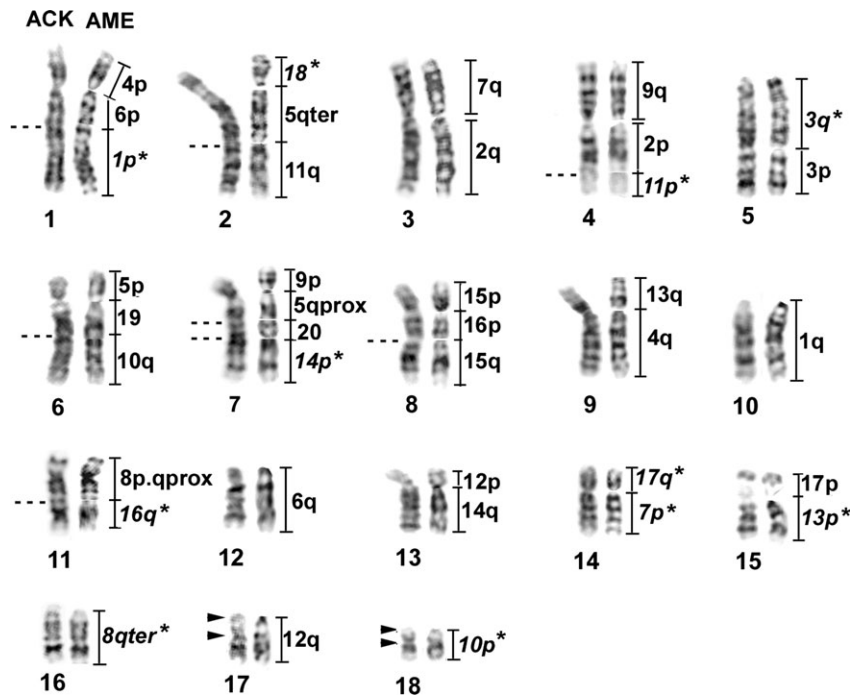 ACK AME
4p
6p
1p*
1
18*
5qter
11q
2
7q
2q
3
9q
2p
11p*
4
3q*
3p
5
5p
19
10q
6
9p
5qprox
20
14p*
7
15p
16p
15q
8
13q
4q
9
1q
10
8p.qprox
16q*
11
6q
12
12p
14q
13
17q*
7p*
14
17p
13p*
15
8qter*
16
12q
17
10p*
18